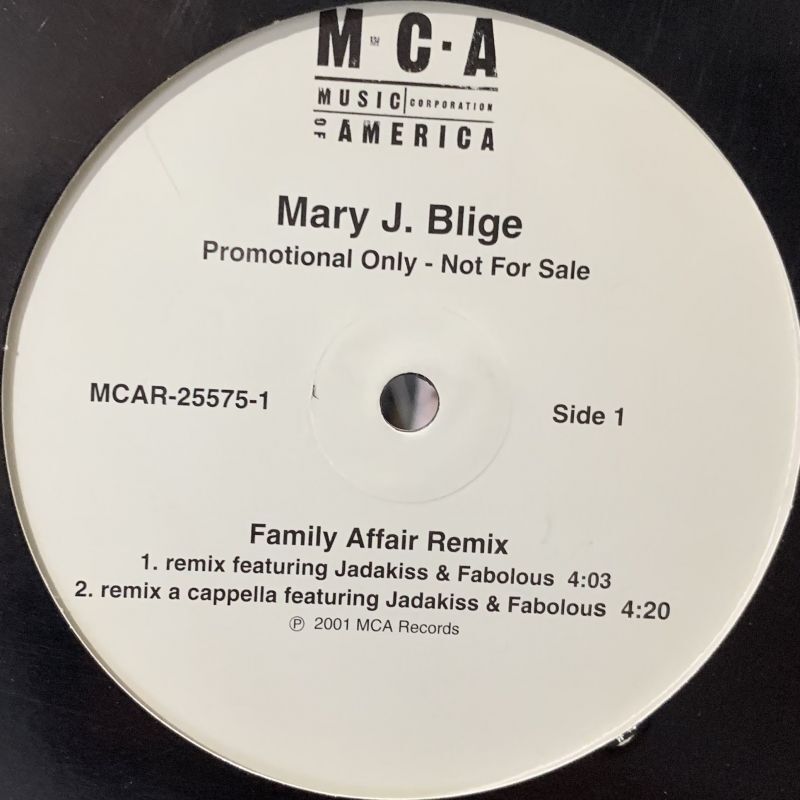 M·C·A
MUSIC CORPORATION
OF AMERICA
Mary J. Blige
Promotional Only - Not For Sale
MCAR-25575-1
Side 1
Family Affair Remix
1. remix featuring Jadakiss & Fabolous 4:03
2. remix a cappella featuring Jadakiss & Fabolous 4:20
℗ 2001 MCA Records